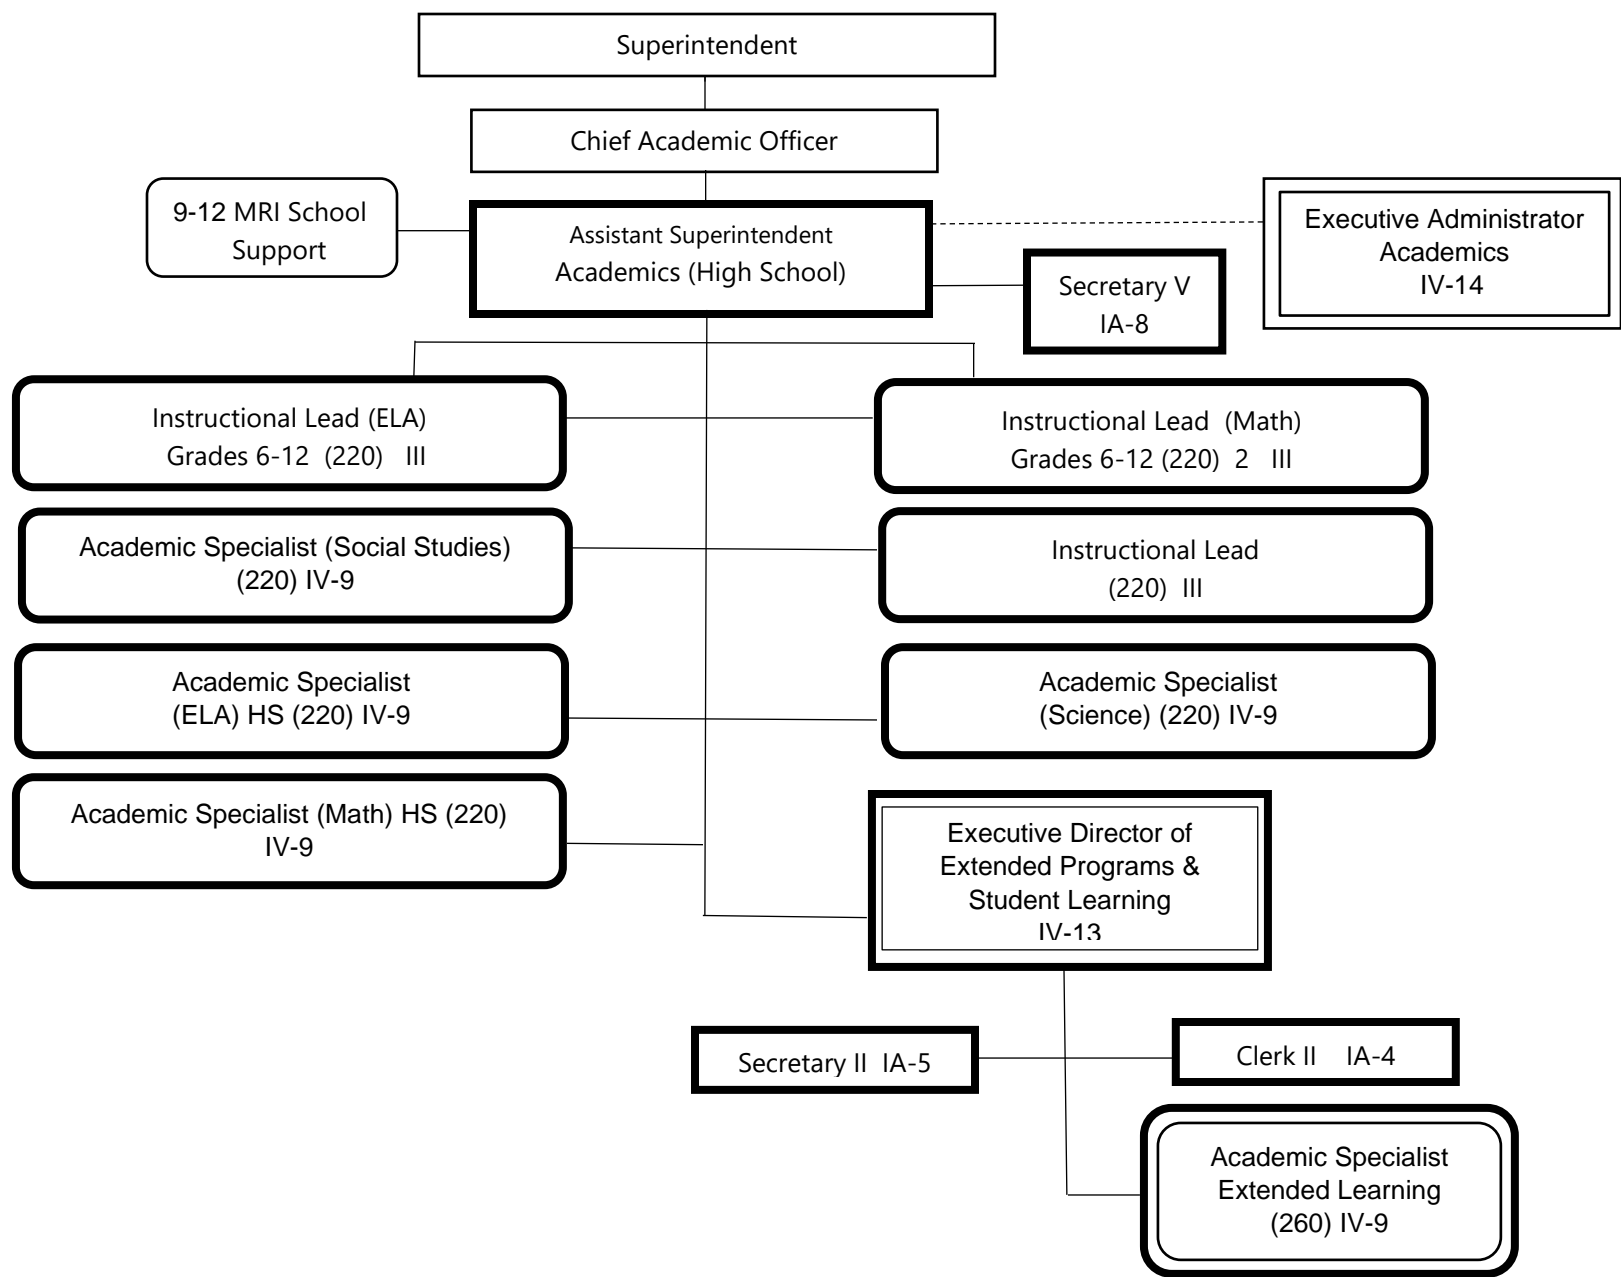 Superintendent
Chief Academic Officer
9-12 MRI School
Support
Assistant Superintendent
Academics (High School)
Executive Administrator
Academics
IV-14
Secretary V
IA-8
Instructional Lead (ELA)
Grades 6-12 (220) III
Instructional Lead (Math)
Grades 6-12 (220) 2 III
Academic Specialist (Social Studies)
(220) IV-9
Instructional Lead
(220) III
Academic Specialist
(ELA) HS (220) IV-9
Academic Specialist
(Science) (220) IV-9
Academic Specialist (Math) HS (220)
IV-9
Executive Director of
Extended Programs &
Student Learning
IV-13
Secretary II IA-5
Clerk II IA-4
Academic Specialist
Extended Learning
(260) IV-9